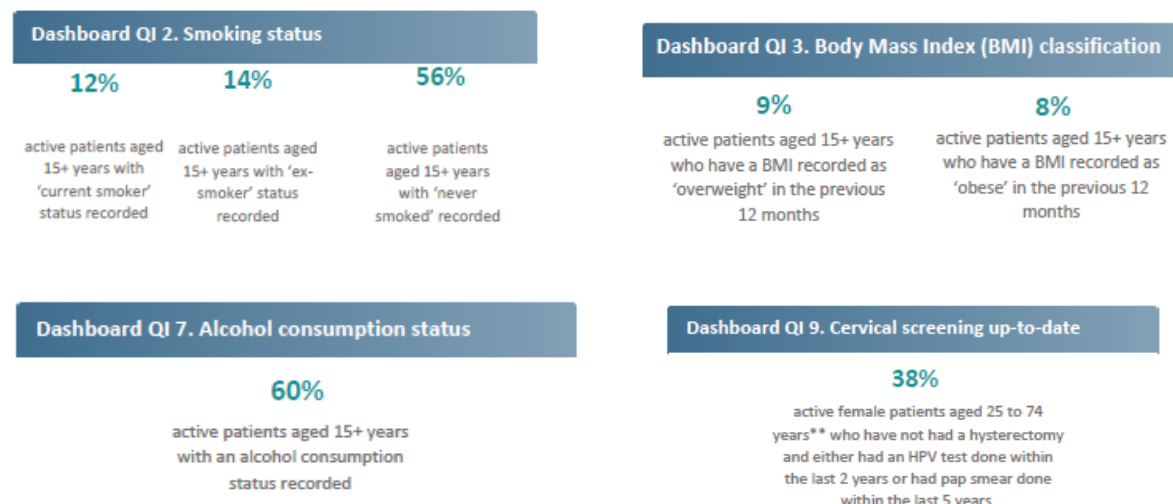 Dashboard QI 2. Smoking status
12%
active patients aged
15+ years with
‘current smoker’
status recorded
14%
active patients aged
15+ years with ‘ex-
smoker’ status
recorded
56%
active patients
aged 15+ years
with ‘never
smoked’ recorded
Dashboard QI 3. Body Mass Index (BMI) classification
9%
active patients aged 15+ years
who have a BMI recorded as
‘overweight’ in the previous
12 months
8%
active patients aged 15+ years
who have a BMI recorded as
‘obese’ in the previous 12
months
Dashboard QI 7. Alcohol consumption status
60%
active patients aged 15+ years
with an alcohol consumption
status recorded
Dashboard QI 9. Cervical screening up-to-date
38%
active female patients aged 25 to 74
years** who have not had a hysterectomy
and either had an HPV test done within
the last 2 years or had pap smear done
within the last 5 years